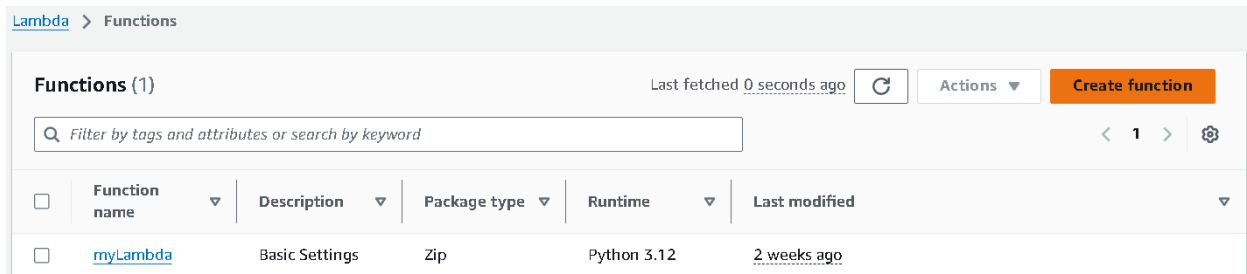 Lambda > Functions
Functions (1) Last fetched 0 seconds ago Actions Create function
Filter by tags and attributes or search by keyword 1
Function name Description Package type Runtime Last modified
myLambda Basic Settings Zip Python 3.12 2 weeks ago